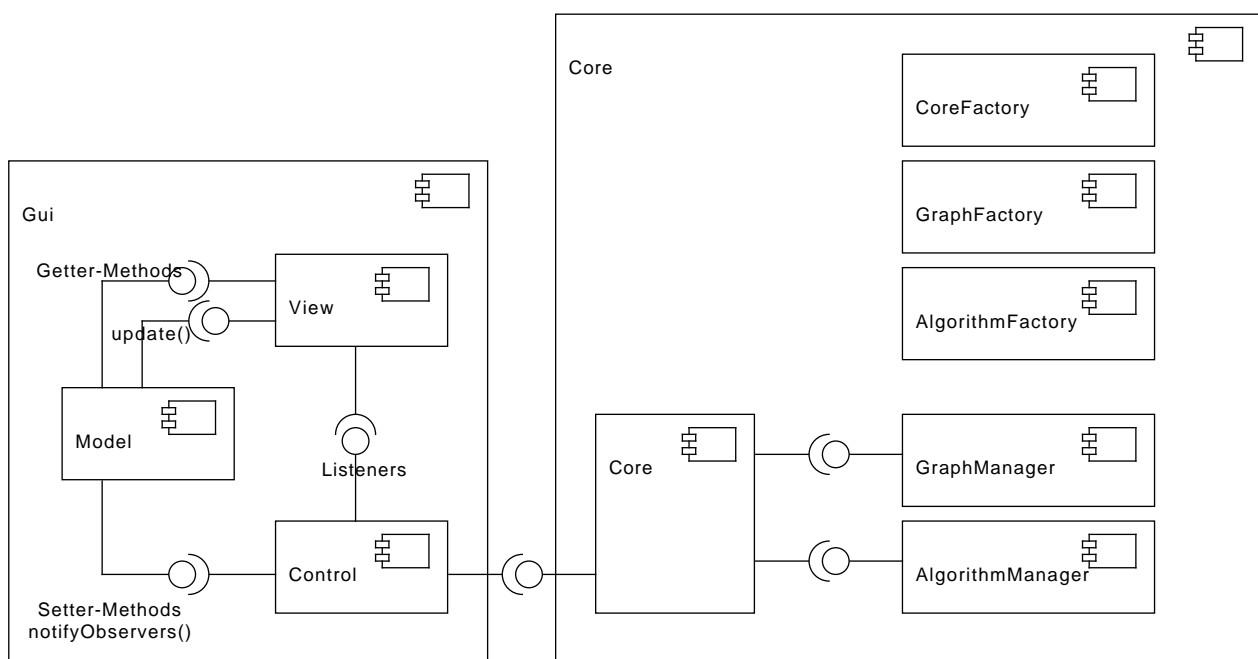 Core
CoreFactory
Gui
GraphFactory
Getter-Methods
View
update()
AlgorithmFactory
Model
Listeners
Core
GraphManager
Control
AlgorithmManager
Setter-Methods
notifyObservers()